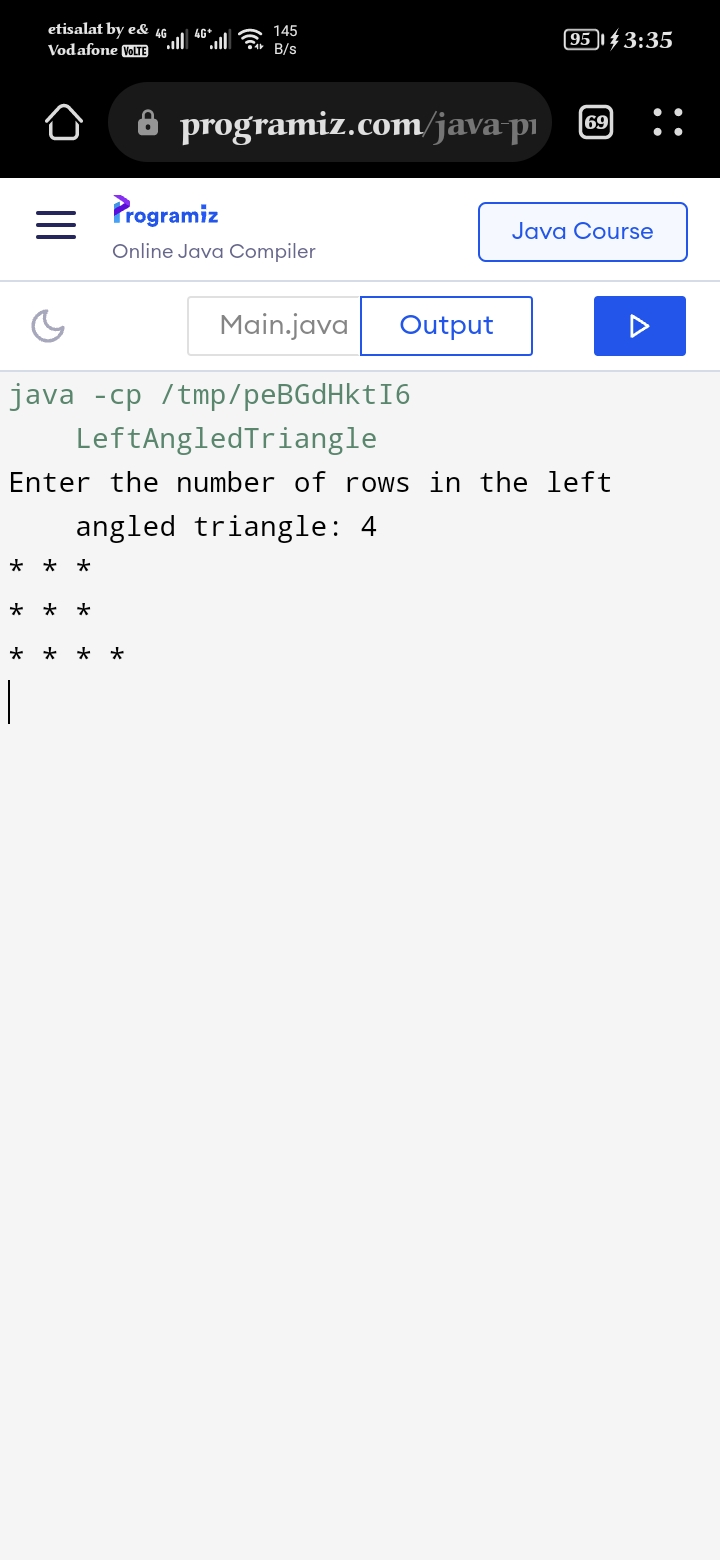 etisalat by e& 4G 4G+ 145 95 3:35
Vodafone VoLTE B/s
programiz.com/java-pr 69
Programiz
Online Java Compiler
Java Course
Main.java Output
java -cp /tmp/peBGdHktI6
LeftAngledTriangle
Enter the number of rows in the left
angled triangle: 4
* * *
* * *
* * * *